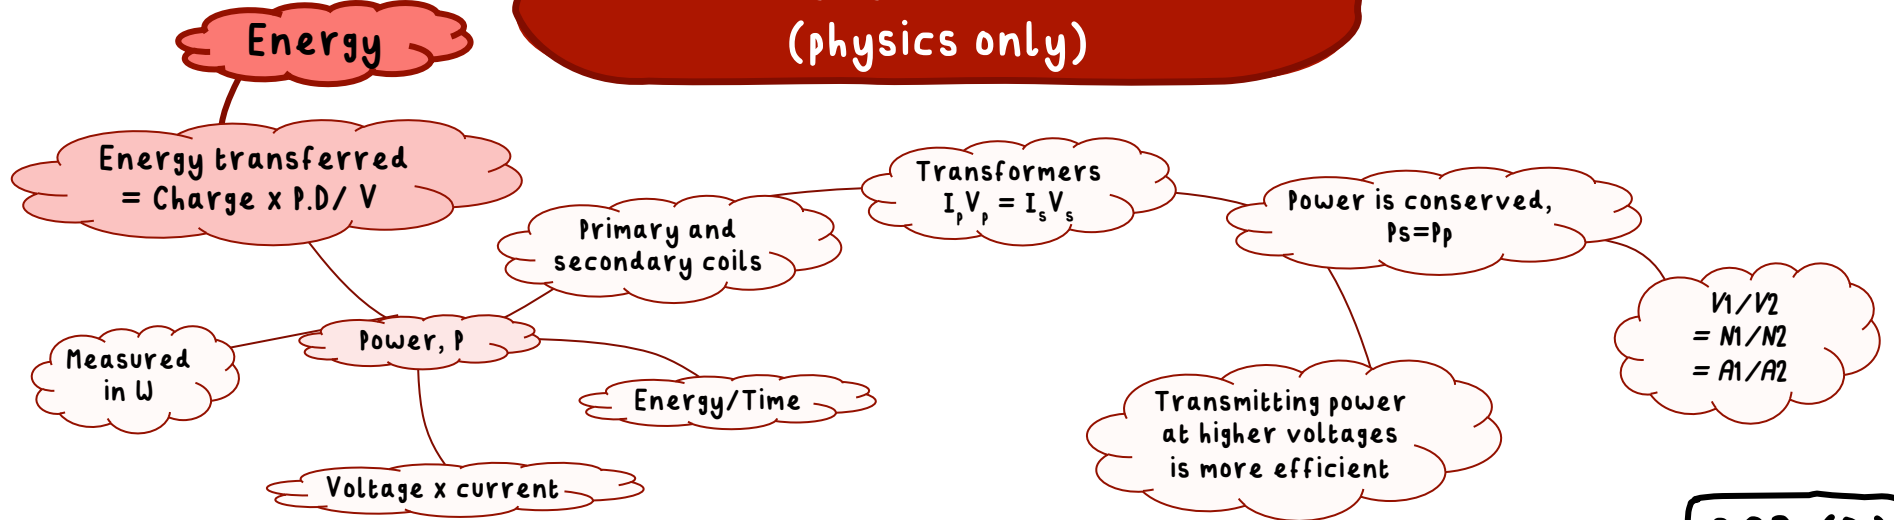 Energy
(physics only)
Energy transferred
= Charge x P.D/ V
Transformers
IpVp = IsVs
Power is conserved,
Ps=Pp
Primary and
secondary coils
V1/V2
= N1/N2
= A1/A2
Power, P
Measured
in W
Energy/Time
Transmitting power
at higher voltages
is more efficient
Voltage x current